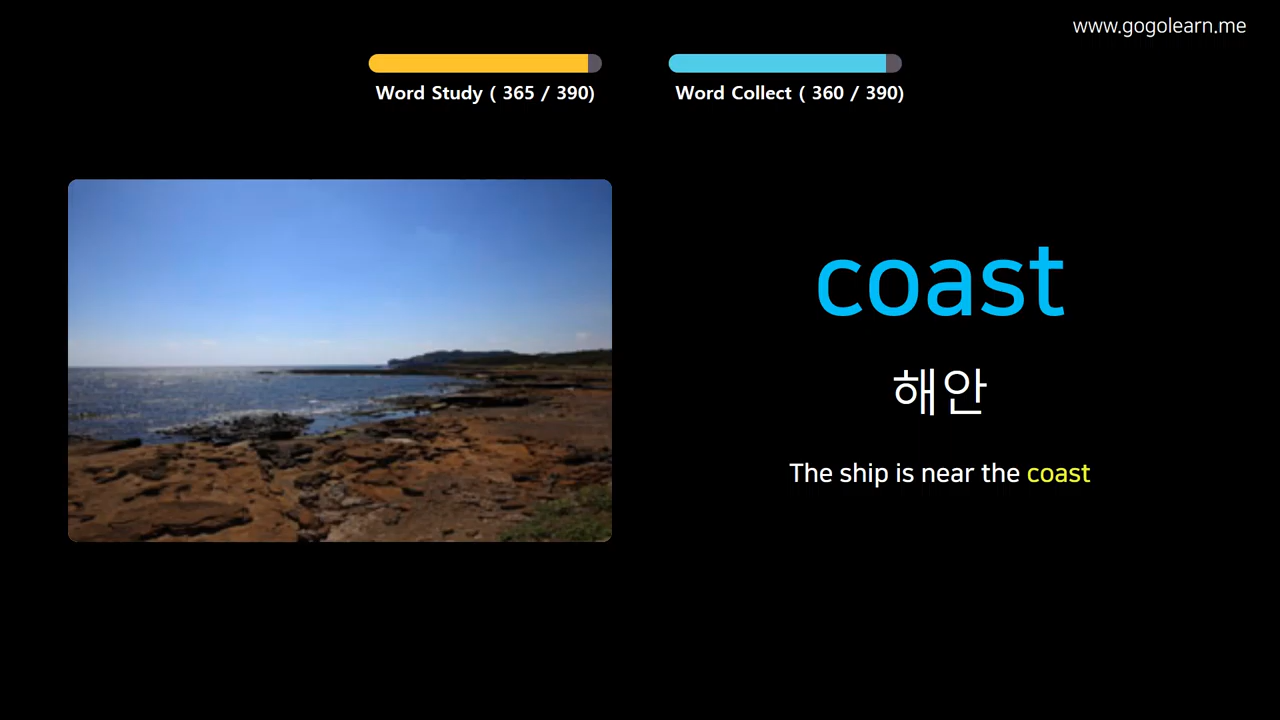 www.gogolearn.me
Word Study ( 365 / 390)
Word Collect ( 360 / 390)
coast
해안
The ship is near the coast